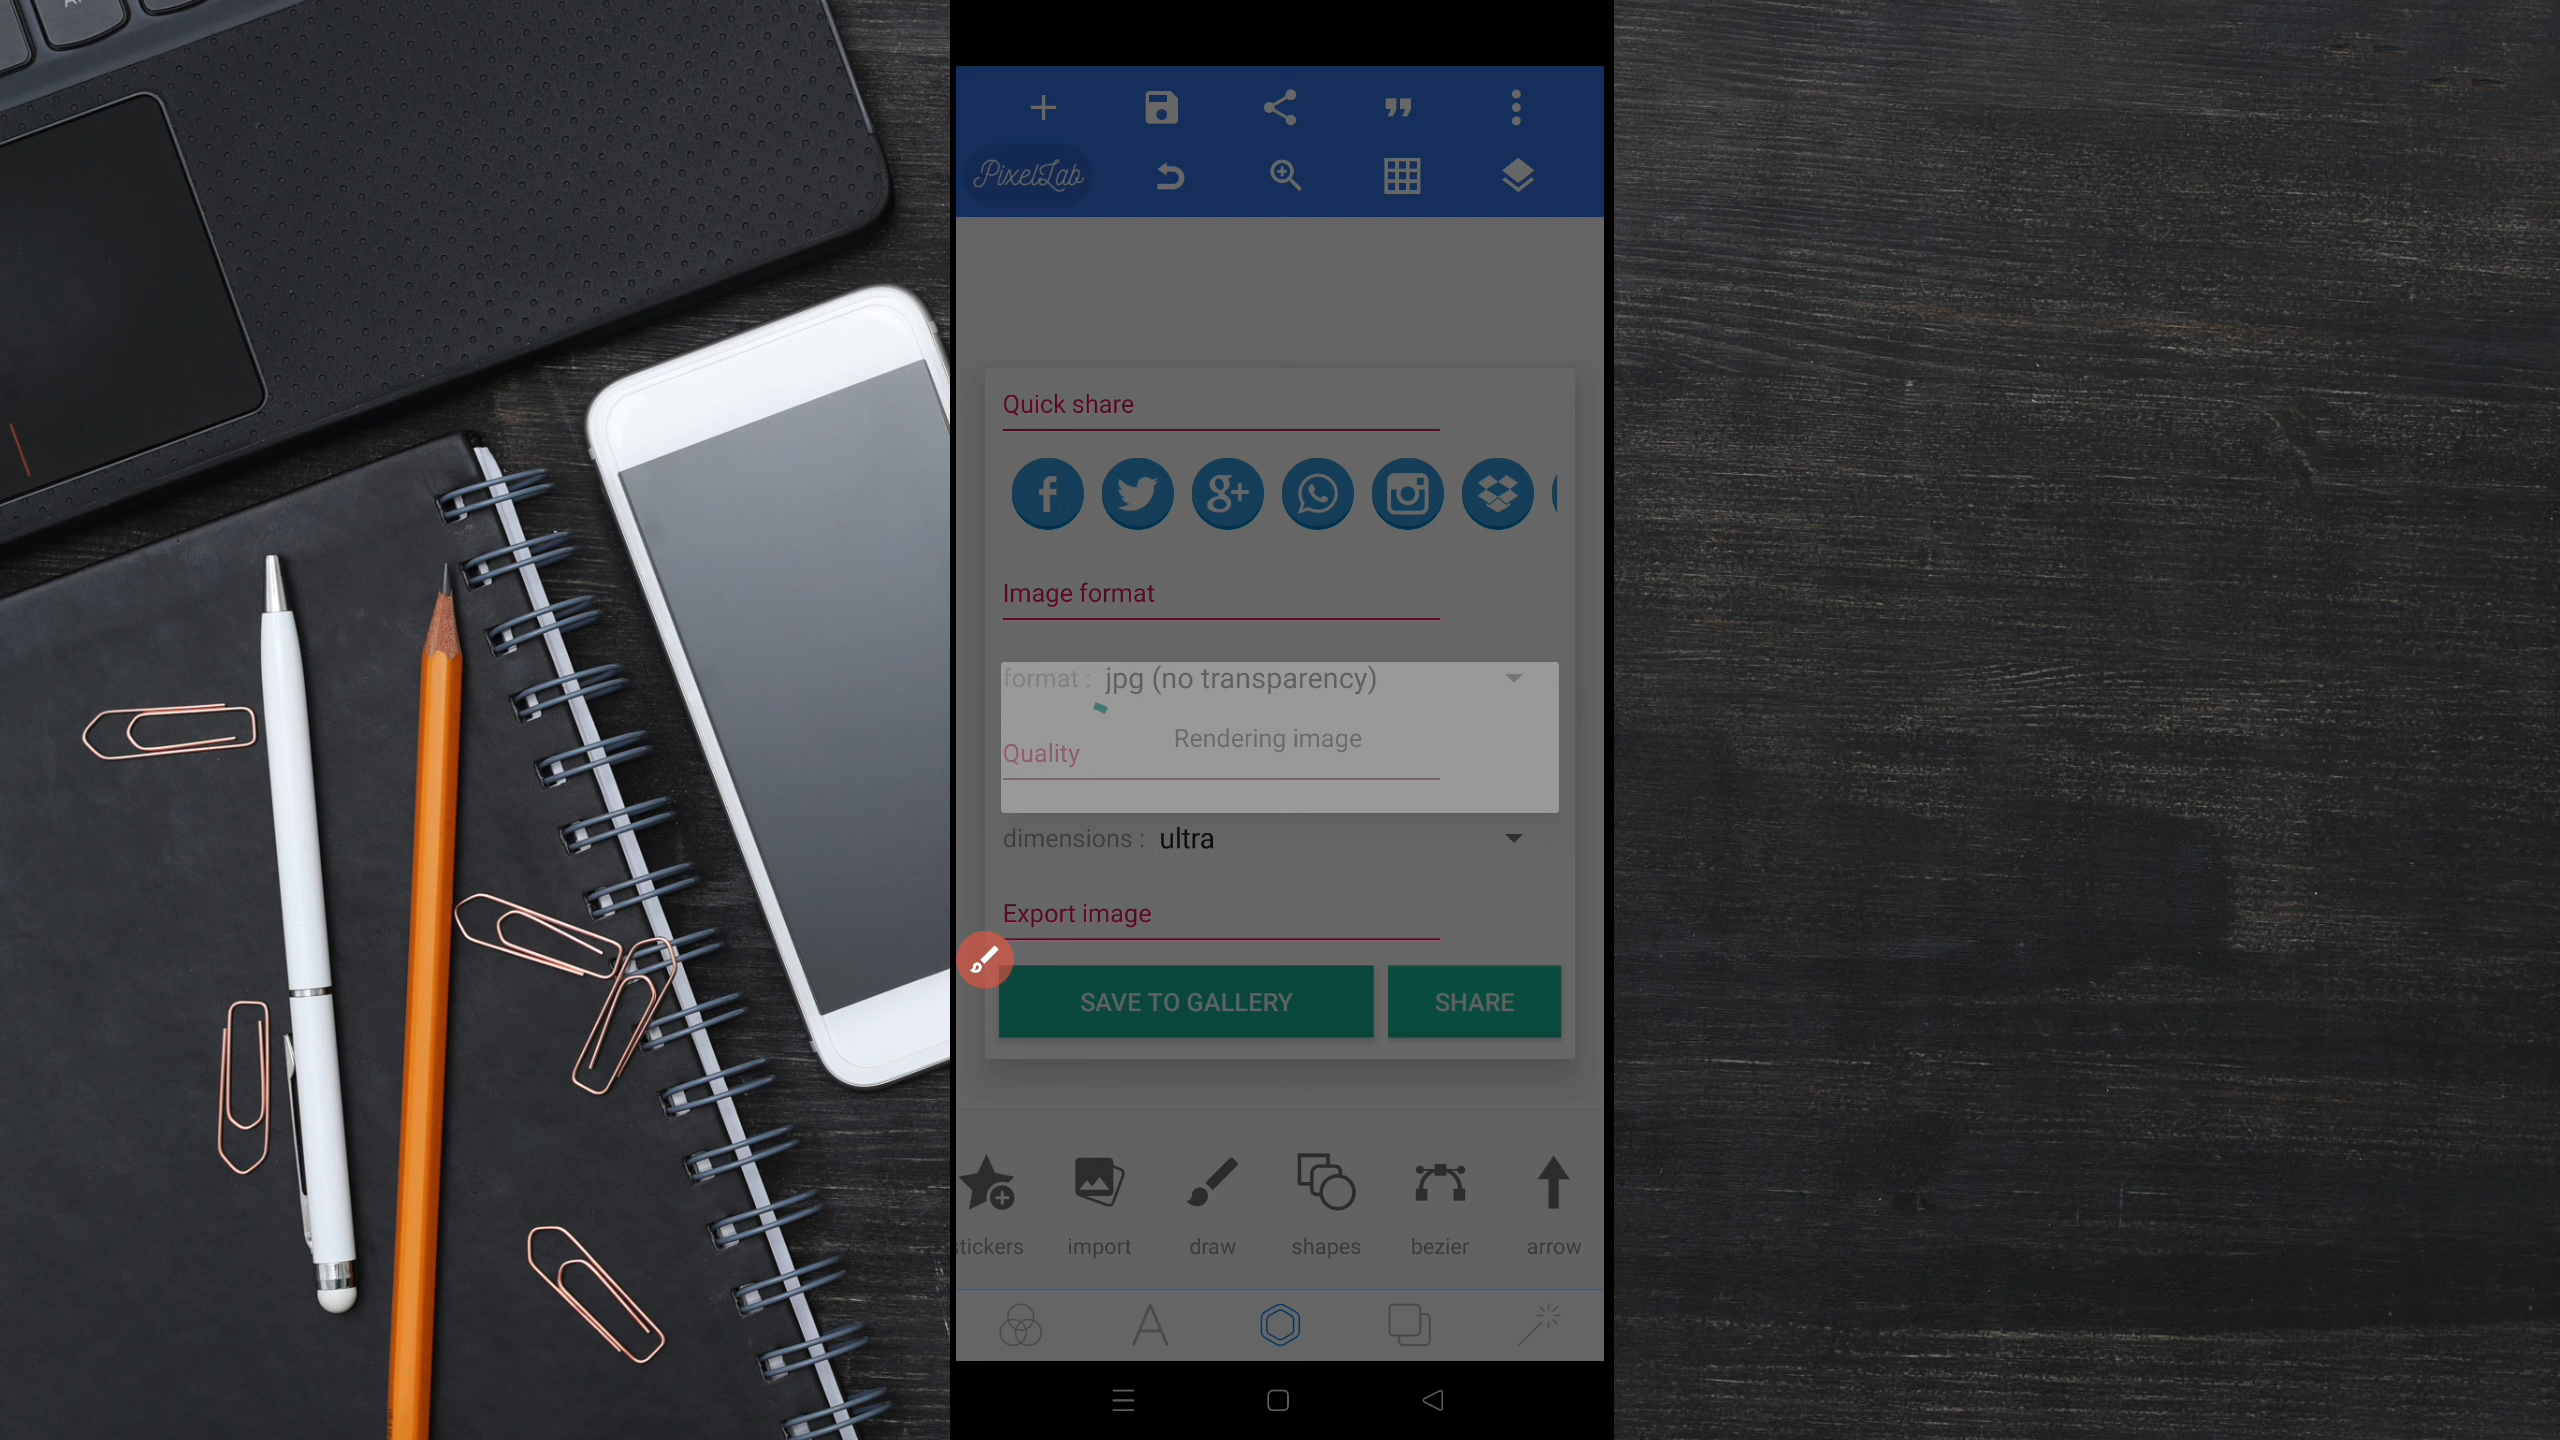 PixelLab
Quick share
Image format
format : jpg (no transparency)
Rendering image
Quality
dimensions : ultra
Export image
SAVE TO GALLERY
SHARE
stickers
import
draw
shapes
bezier
arrow